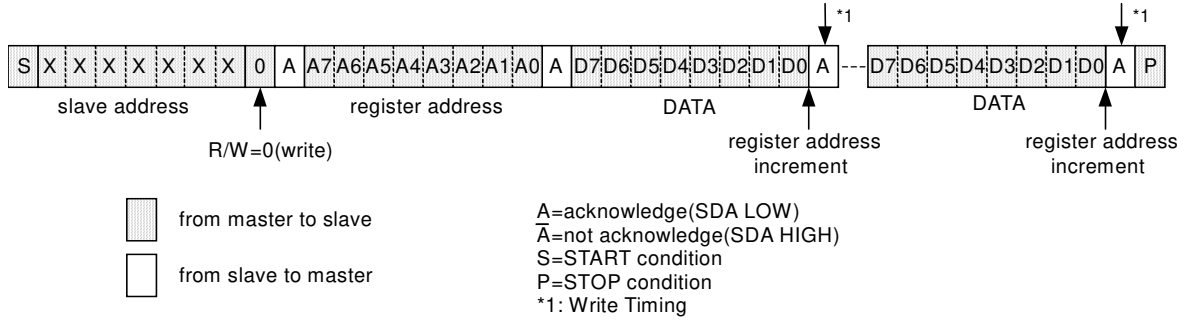 *1 *1
S X X X X X X X 0 A A7 A6 A5 A4 A3 A2 A1 A0 A D7 D6 D5 D4 D3 D2 D1 D0 A ---- D7 D6 D5 D4 D3 D2 D1 D0 A P
slave address register address DATA DATA
R/W=0(write)
register address
increment
register address
increment
from master to slave
from slave to master
A=acknowledge(SDA LOW)
A̅=not acknowledge(SDA HIGH)
S=START condition
P=STOP condition
*1: Write Timing